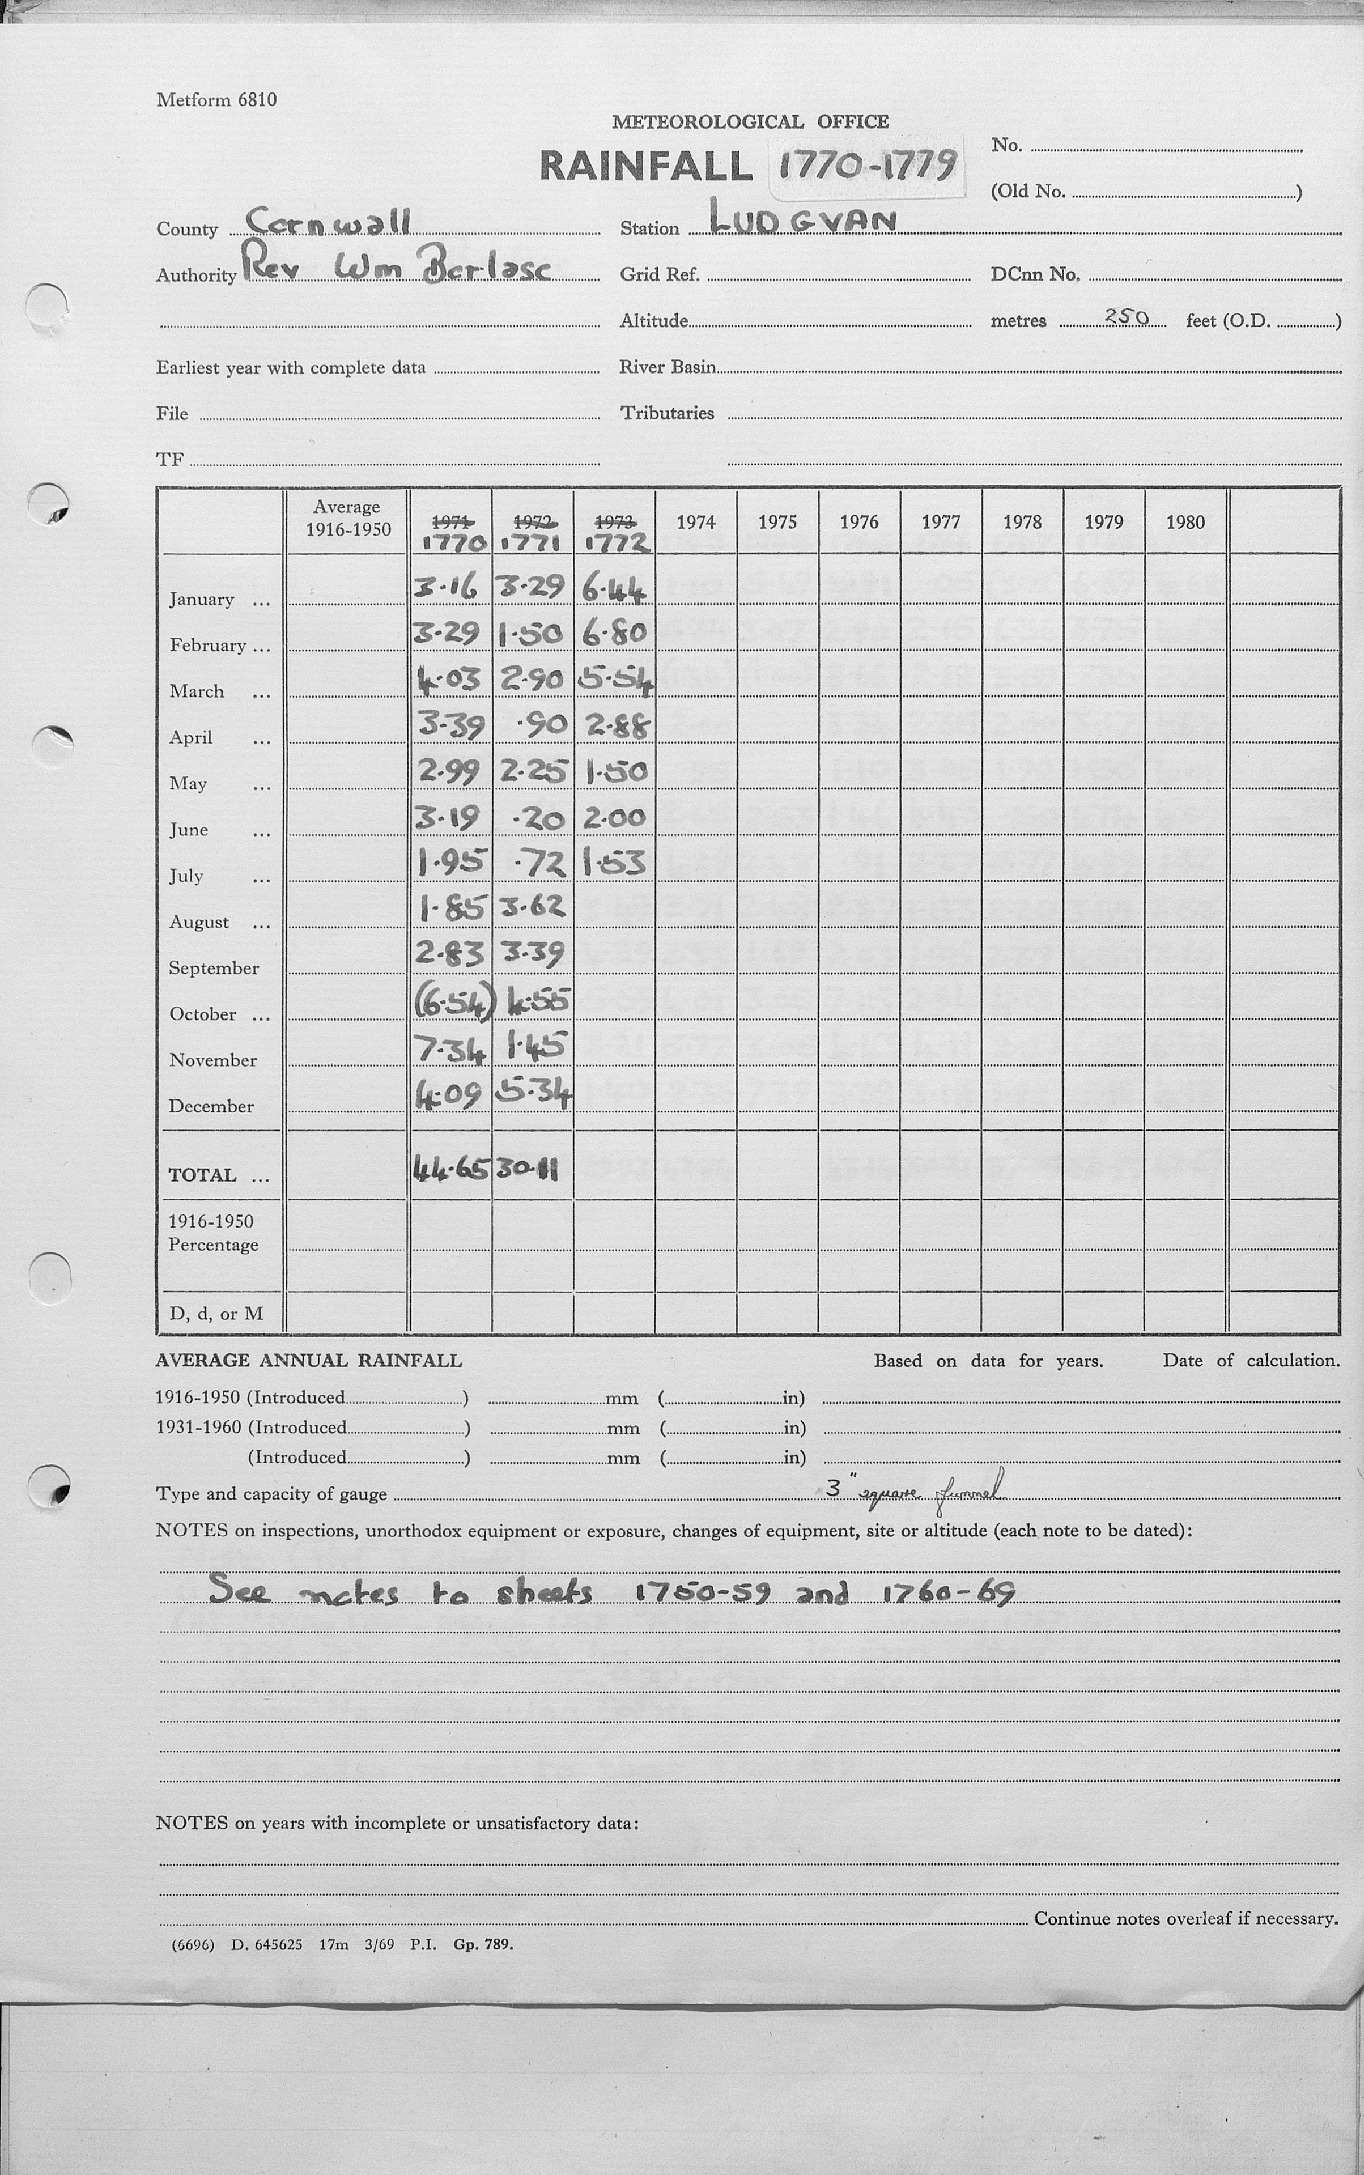 Metform 6810
METEOROLOGICAL OFFICE
RAINFALL 1770-1779
No.
(Old No. )
County Cornwall Station LUDGVAN
Authority Rev Wm Borlase Grid Ref. DCnn No.
Altitude metres 250 feet (O.D. )
Earliest year with complete data River Basin
File Tributaries
TF
Average
1916-1950 1971 1972 1973 1974 1975 1976 1977 1978 1979 1980
1770 1771 1772
January ... 3.16 3.29 6.44
February ... 3.29 1.50 6.80
March ... 4.03 2.90 5.54
April ... 3.39 .90 2.88
May ... 2.99 2.25 1.50
June ... 3.19 .20 2.00
July ... 1.95 .72 1.53
August ... 1.85 3.62
September 2.83 3.39
October ... (6.54) 4.55
November 7.34 1.45
December 4.09 5.34
TOTAL ... 44.65 30.11
1916-1950
Percentage
D, d, or M
AVERAGE ANNUAL RAINFALL Based on data for years. Date of calculation.
1916-1950 (Introduced ) mm ( in)
1931-1960 (Introduced ) mm ( in)
(Introduced ) mm ( in)
Type and capacity of gauge 3" square funnel
NOTES on inspections, unorthodox equipment or exposure, changes of equipment, site or altitude (each note to be dated):
See notes to sheets 1750-59 and 1760-69
NOTES on years with incomplete or unsatisfactory data:
Continue notes overleaf if necessary.
(6696) D. 645625 17m 3/69 P.I. Gp. 789.